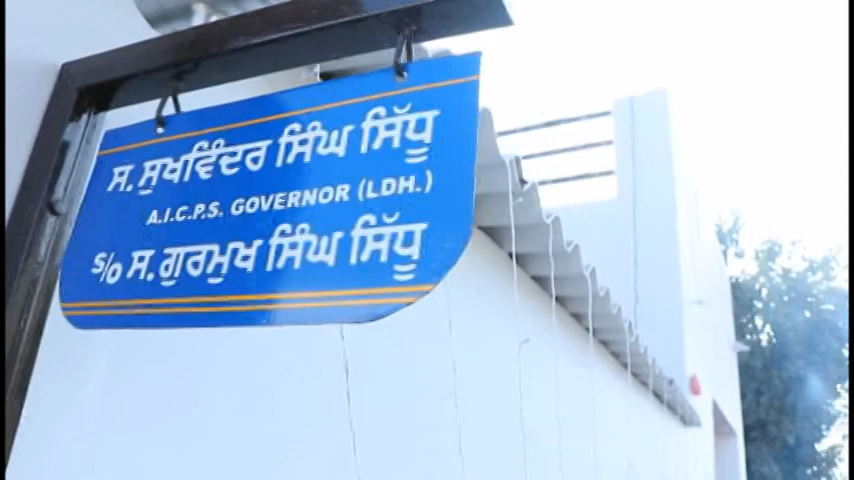 ਸ. ਸੁਖਵਿੰਦਰ ਸਿੰਘ ਸਿੱਧੂ
A.I.C.P.S. GOVERNOR (LDH.)
S/o ਸ. ਗੁਰਮੁਖ ਸਿੰਘ ਸਿੱਧੂ